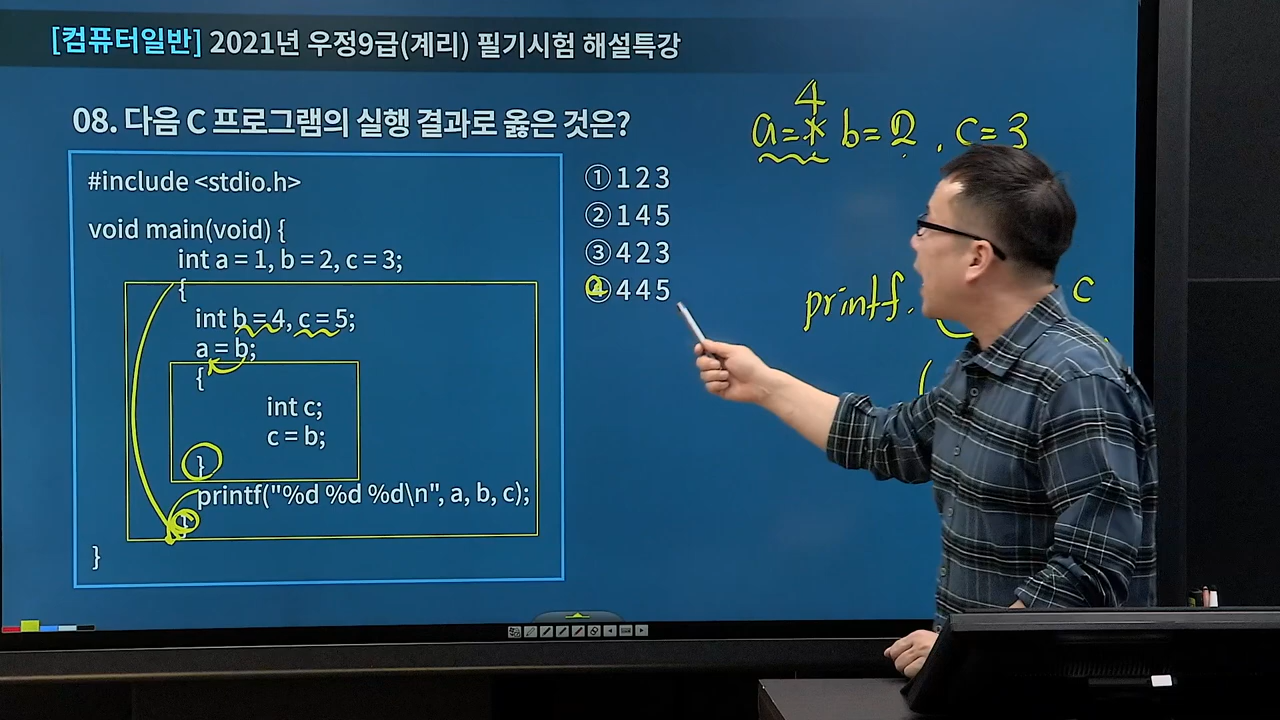 [컴퓨터일반] 2021년 우정9급(계리) 필기시험 해설특강
08. 다음 C 프로그램의 실행 결과로 옳은 것은?
#include <stdio.h>
void main(void) {
int a = 1, b = 2, c = 3;
{
int b = 4, c = 5;
a = b;
{
int c;
c = b;
}
printf("%d %d %d\n", a, b, c);
}
}
① 1 2 3
② 1 4 5
③ 4 2 3
④ 4 4 5
4
a= b=2 , c=3
printf. c